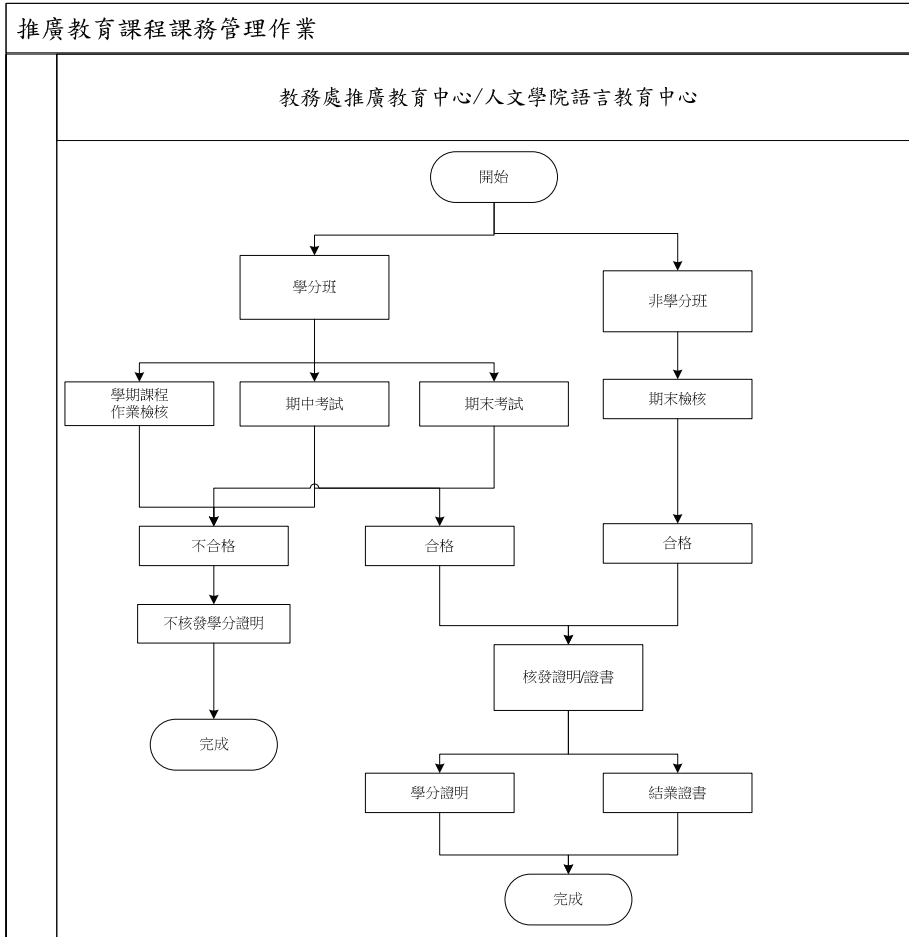 推廣教育課程課務管理作業
教務處推廣教育中心/人文學院語言教育中心
開始
學分班
非學分班
學期課程
作業檢核
期中考試
期末考試
期末檢核
不合格
合格
合格
不核發學分證明
核發證明/證書
完成
學分證明
結業證書
完成